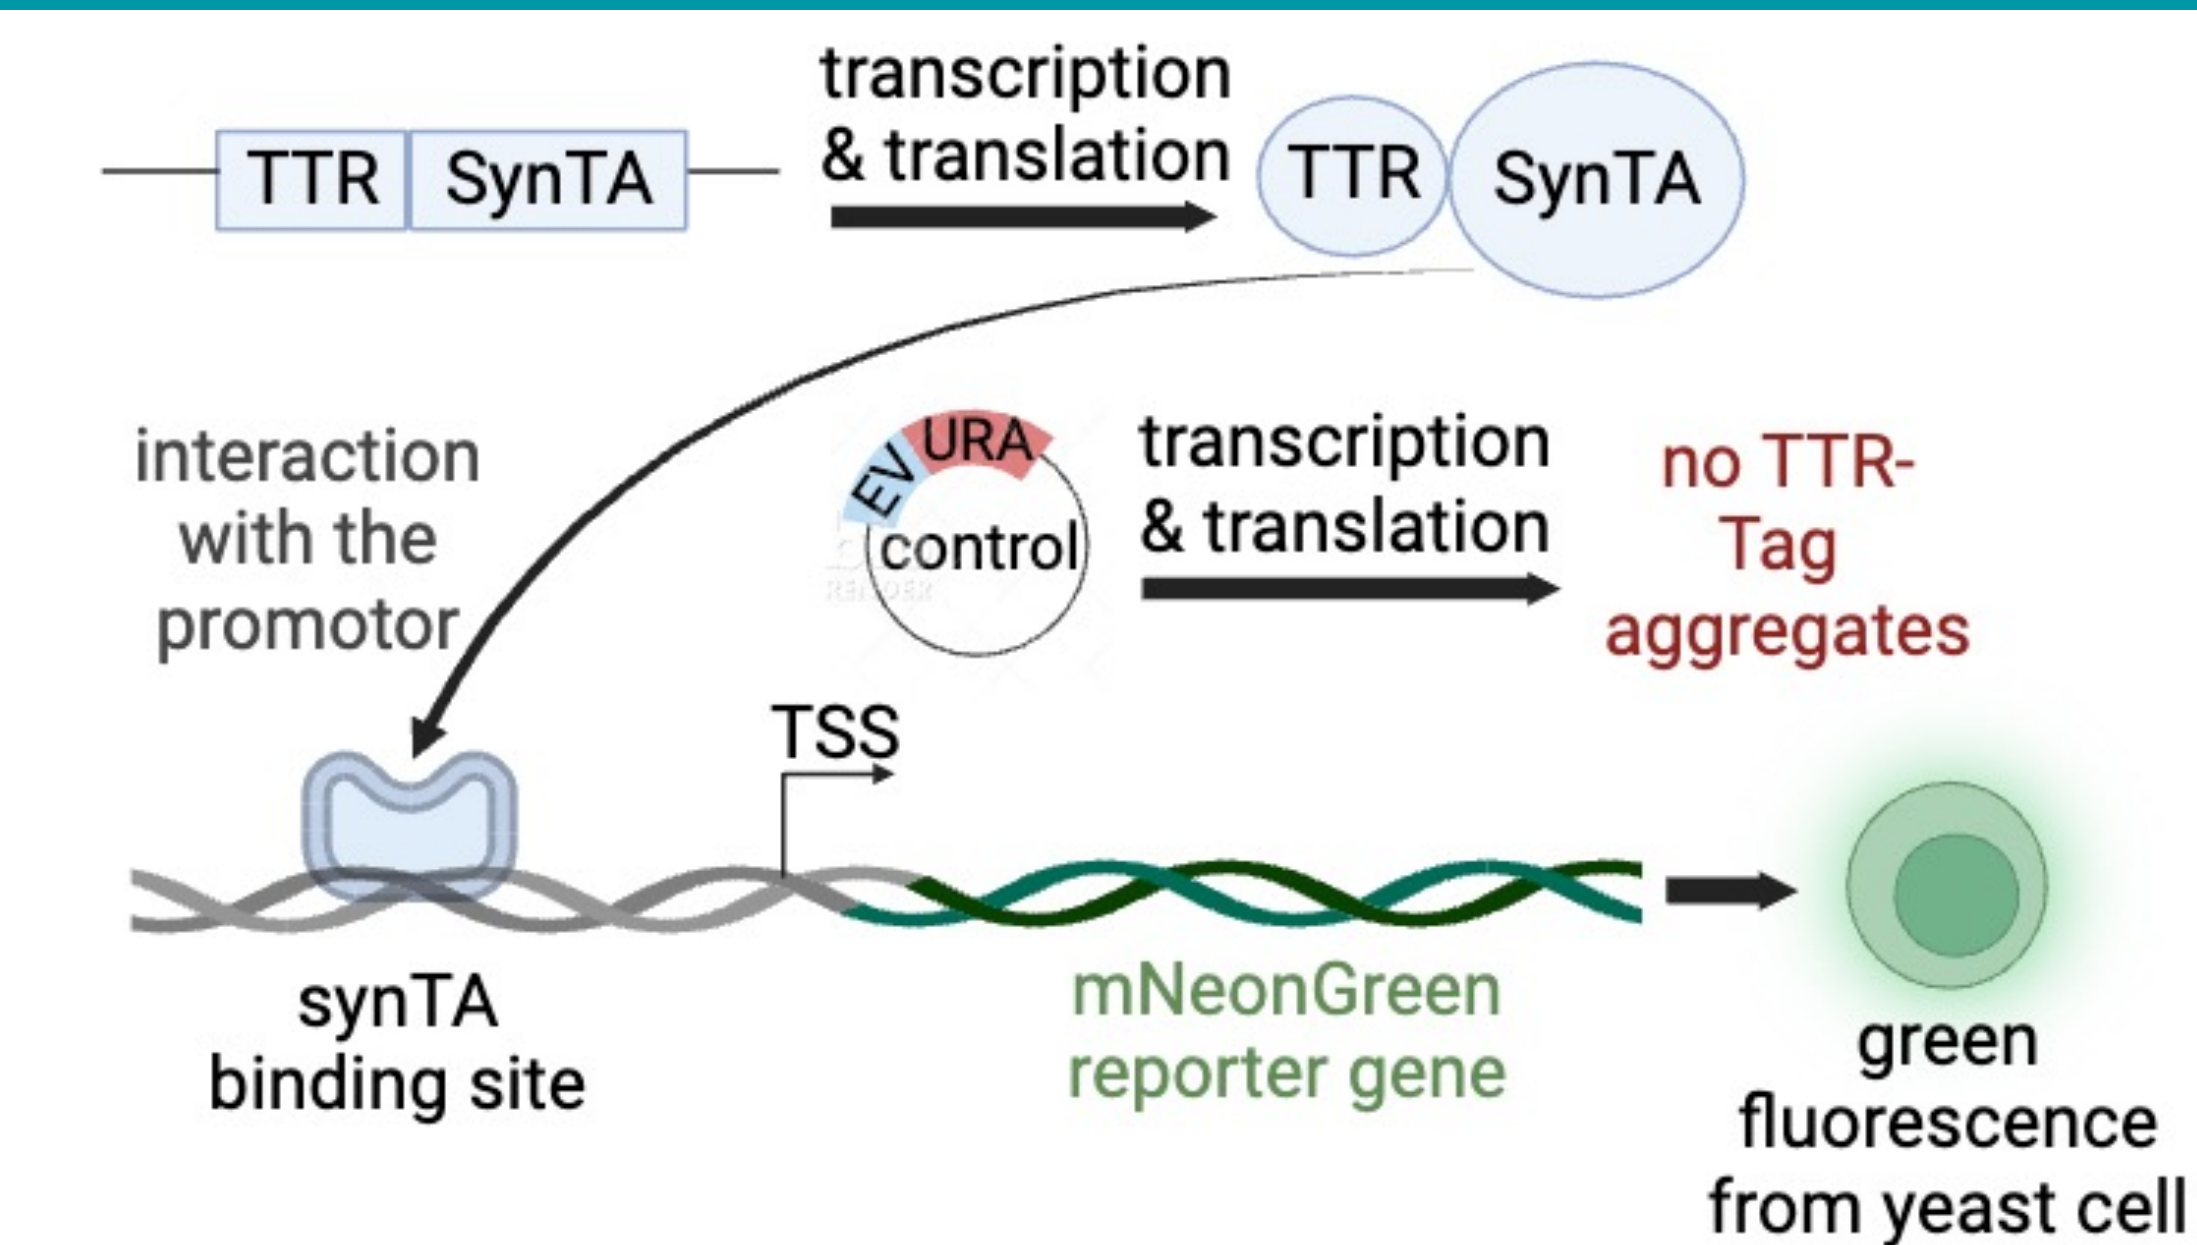 transcription
& translation
TTR
SynTA
TTR
SynTA
interaction
with the
promotor
URA
EV
control
transcription
& translation
no TTR-
Tag
aggregates
RENDER
TSS
synTA
binding site
mNeonGreen
reporter gene
green
fluorescence
from yeast cell